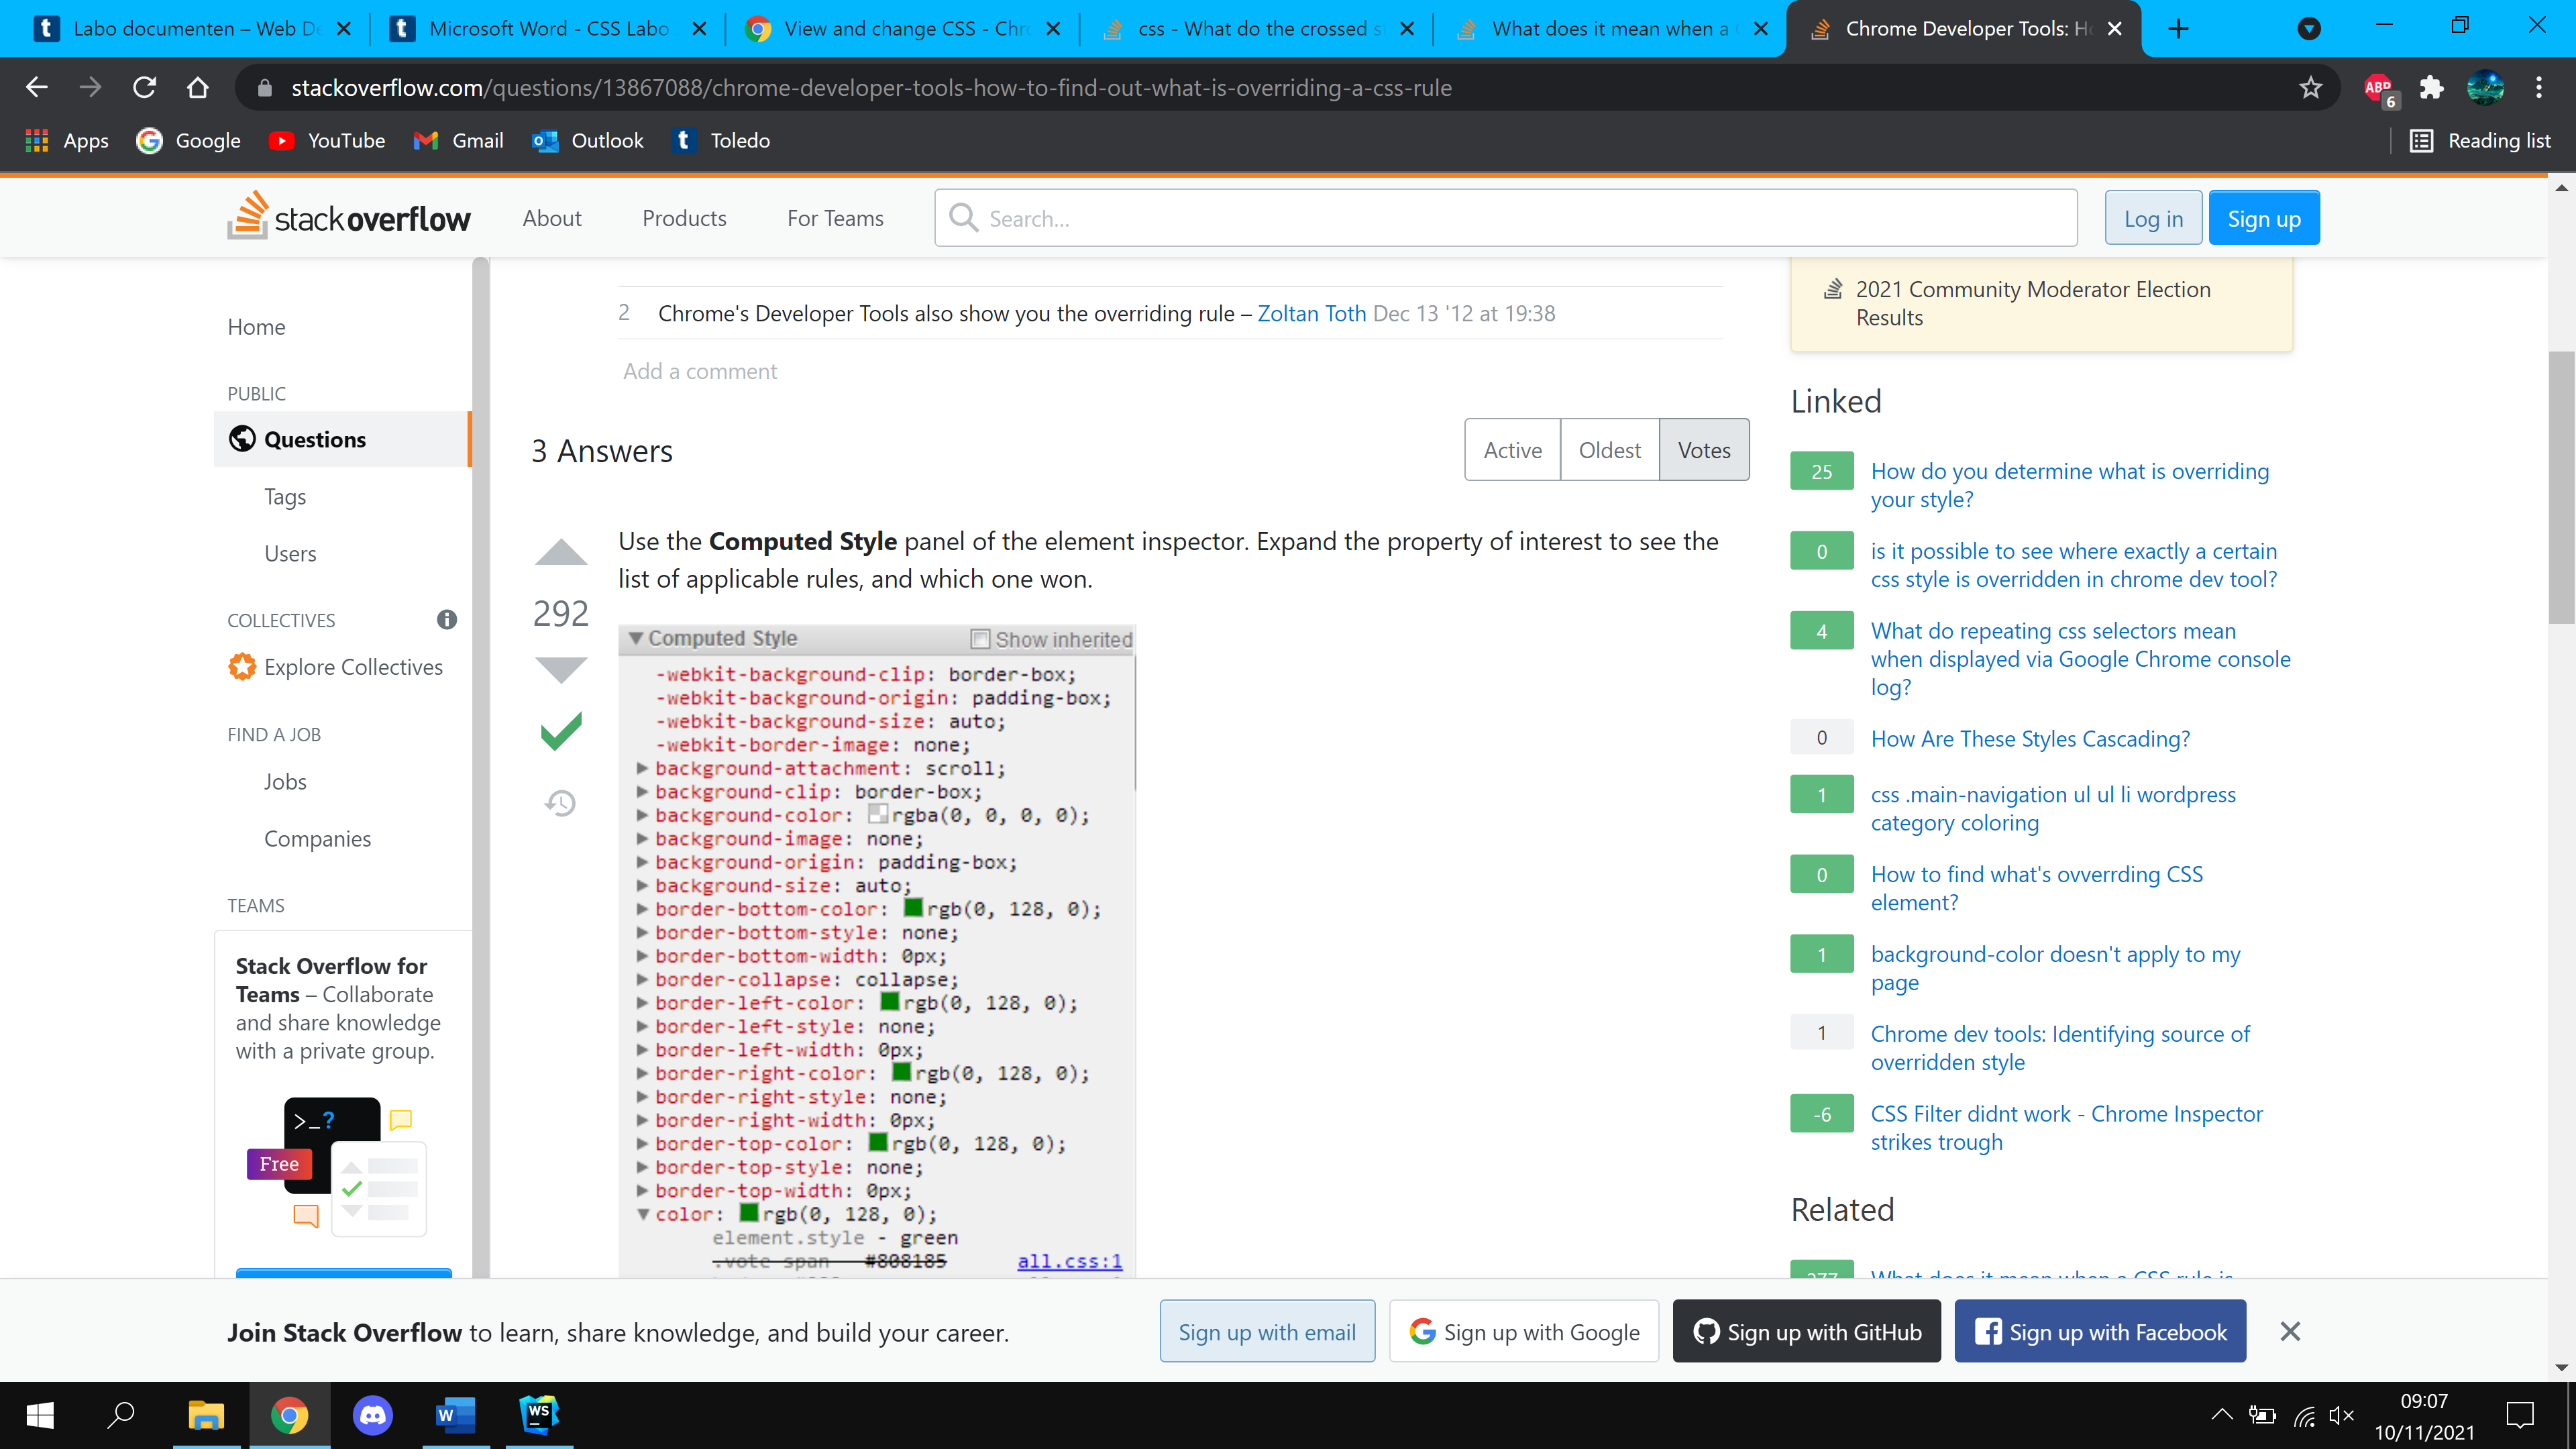 Labo documenten – Web De
Microsoft Word - CSS Labo
View and change CSS - Chro
css - What do the crossed s
What does it mean when a
Chrome Developer Tools: Ho
stackoverflow.com/questions/13867088/chrome-developer-tools-how-to-find-out-what-is-overriding-a-css-rule
ABP
6
Apps
Google
YouTube
Gmail
Outlook
Toledo
Reading list
stackoverflow
About
Products
For Teams
Search...
Log in
Sign up
Home
PUBLIC
Questions
Tags
Users
COLLECTIVES
Explore Collectives
FIND A JOB
Jobs
Companies
TEAMS
Stack Overflow for
Teams – Collaborate
and share knowledge
with a private group.
>_?
Free
2 Chrome's Developer Tools also show you the overriding rule – Zoltan Toth Dec 13 '12 at 19:38
Add a comment
3 Answers
Active
Oldest
Votes
292
Use the Computed Style panel of the element inspector. Expand the property of interest to see the
list of applicable rules, and which one won.
Computed Style
Show inherited
-webkit-background-clip: border-box;
-webkit-background-origin: padding-box;
-webkit-background-size: auto;
-webkit-border-image: none;
background-attachment: scroll;
background-clip: border-box;
background-color: rgba(0, 0, 0, 0);
background-image: none;
background-origin: padding-box;
background-size: auto;
border-bottom-color: rgb(0, 128, 0);
border-bottom-style: none;
border-bottom-width: 0px;
border-collapse: collapse;
border-left-color: rgb(0, 128, 0);
border-left-style: none;
border-left-width: 0px;
border-right-color: rgb(0, 128, 0);
border-right-style: none;
border-right-width: 0px;
border-top-color: rgb(0, 128, 0);
border-top-style: none;
border-top-width: 0px;
color: rgb(0, 128, 0);
element.style - green
.vote span - #808185 all.css:1
2021 Community Moderator Election
Results
Linked
25 How do you determine what is overriding
your style?
0 is it possible to see where exactly a certain
css style is overridden in chrome dev tool?
4 What do repeating css selectors mean
when displayed via Google Chrome console
log?
0 How Are These Styles Cascading?
1 css .main-navigation ul ul li wordpress
category coloring
0 How to find what's ovverrding CSS
element?
1 background-color doesn't apply to my
page
1 Chrome dev tools: Identifying source of
overridden style
-6 CSS Filter didnt work - Chrome Inspector
strikes trough
Related
277 What does it mean when a CSS rule is
Join Stack Overflow to learn, share knowledge, and build your career.
Sign up with email
Sign up with Google
Sign up with GitHub
Sign up with Facebook
W
WS
09:07
10/11/2021